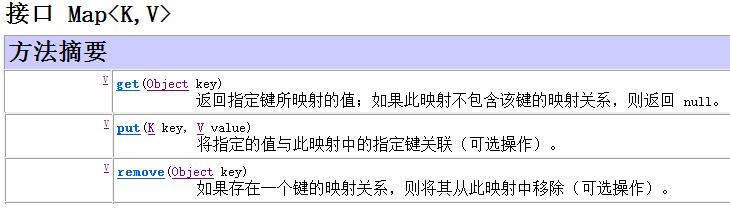 接口 Map<K,V>
方法摘要
V get(Object key)
返回指定键所映射的值；如果此映射不包含该键的映射关系，则返回 null。
V put(K key, V value)
将指定的值与此映射中的指定键关联（可选操作）。
V remove(Object key)
如果存在一个键的映射关系，则将其从此映射中移除（可选操作）。